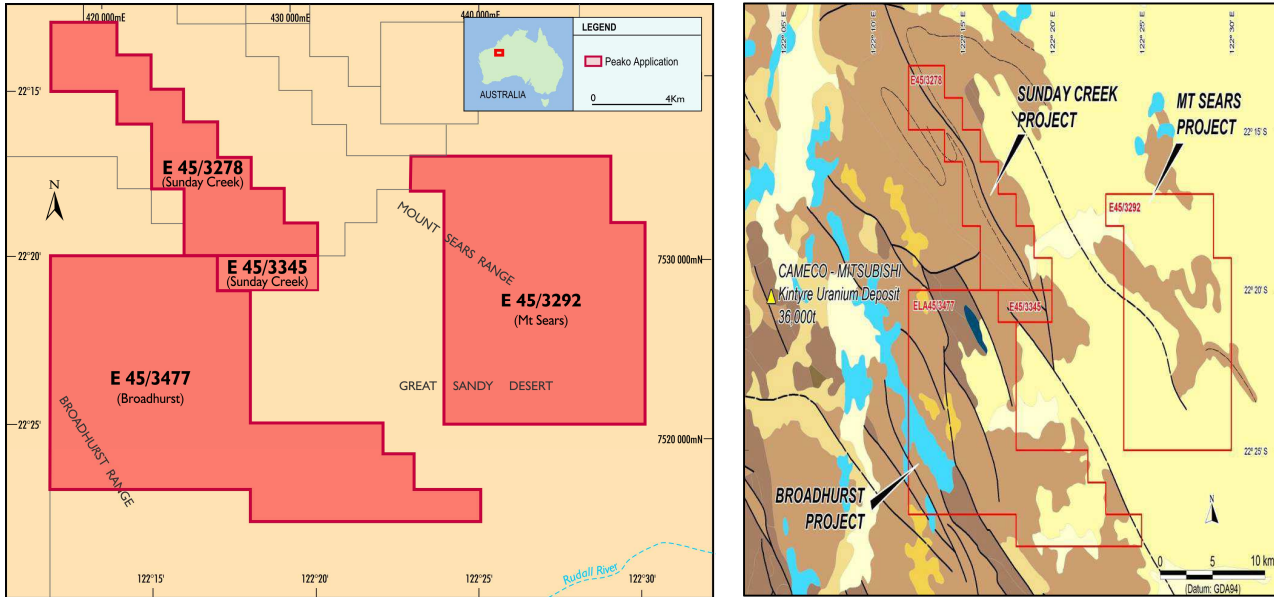 420 000mE
430 000mE
440 000mE
LEGEND
Peako Application
AUSTRALIA
0
4Km
22°15'
E 45/3278
(Sunday Creek)
N
MOUNT SEARS RANGE
22°20'
E 45/3345
(Sunday Creek)
7530 000mN
E 45/3292
(Mt Sears)
E 45/3477
(Broadhurst)
GREAT SANDY DESERT
BROADHURST RANGE
22°25'
7520 000mN
Rudall River
122°15'
122°20'
122°25'
122°30'
122° 05'E
122° 10'E
122° 15'E
122° 20'E
122° 25'E
122° 30'E
E45/3278
SUNDAY CREEK
PROJECT
MT SEARS
PROJECT
22° 15' S
E45/3292
CAMECO - MITSUBISHI
Kintyre Uranium Deposit
36,000t
22° 20' S
ELA45/3477
E45/3345
22° 25' S
BROADHURST
PROJECT
N
0
5
10 km
(Datum: GDA94)